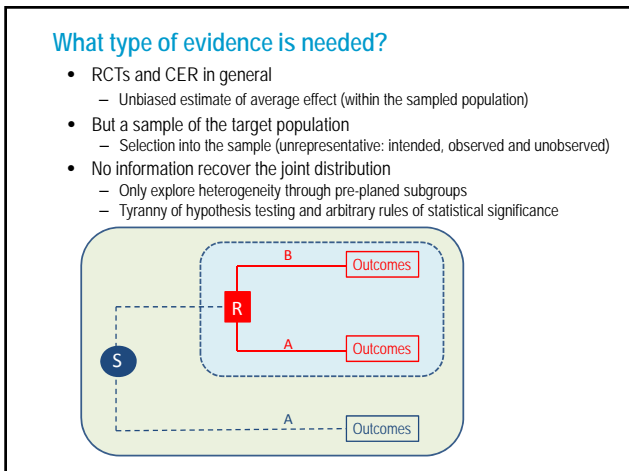 What type of evidence is needed?
• RCTs and CER in general
– Unbiased estimate of average effect (within the sampled population)
• But a sample of the target population
– Selection into the sample (unrepresentative: intended, observed and unobserved)
• No information recover the joint distribution
– Only explore heterogeneity through pre-planed subgroups
– Tyranny of hypothesis testing and arbitrary rules of statistical significance
B
Outcomes
R
A
Outcomes
S
A
Outcomes